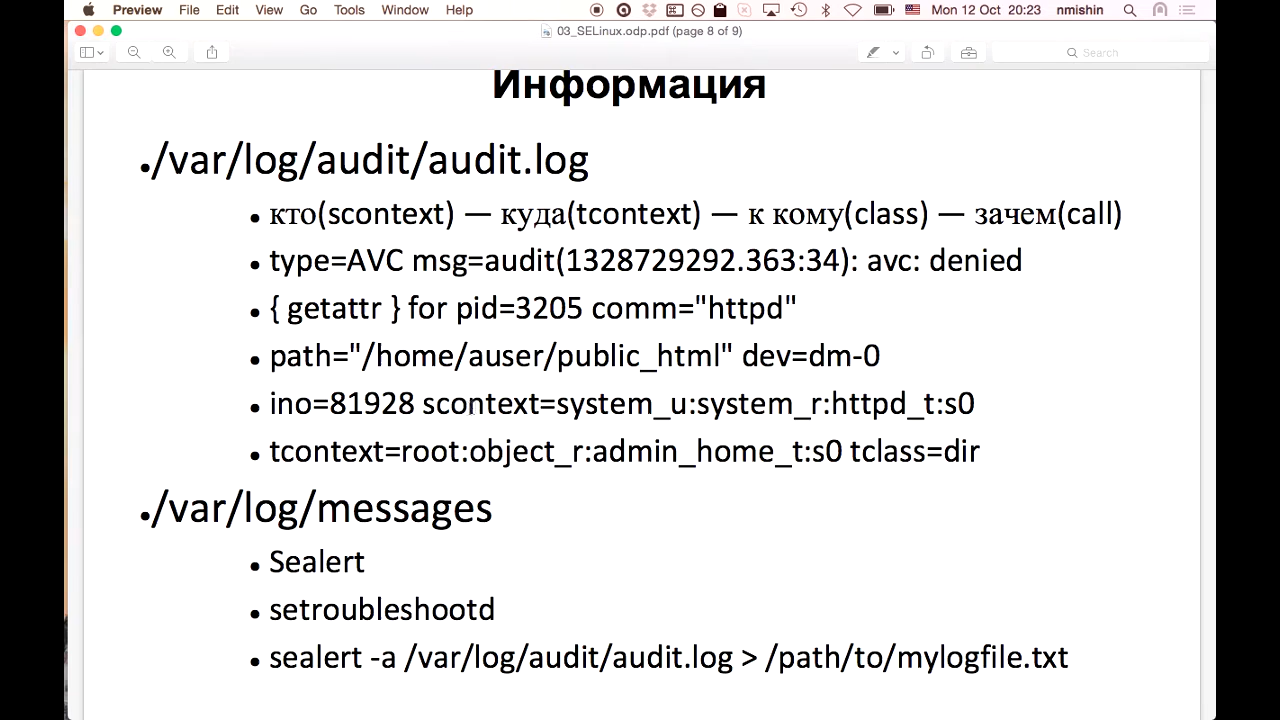 Preview File Edit View Go Tools Window Help Mon 12 Oct 20:23 nmishin
03_SELinux.odp.pdf (page 8 of 9)
Search
Информация
/var/log/audit/audit.log
кто(scontext) — куда(tcontext) — к кому(class) — зачем(call)
type=AVC msg=audit(1328729292.363:34): avc: denied
{ getattr } for pid=3205 comm="httpd"
path="/home/auser/public_html" dev=dm-0
ino=81928 scontext=system_u:system_r:httpd_t:s0
tcontext=root:object_r:admin_home_t:s0 tclass=dir
/var/log/messages
Sealert
setroubleshootd
sealert -a /var/log/audit/audit.log > /path/to/mylogfile.txt